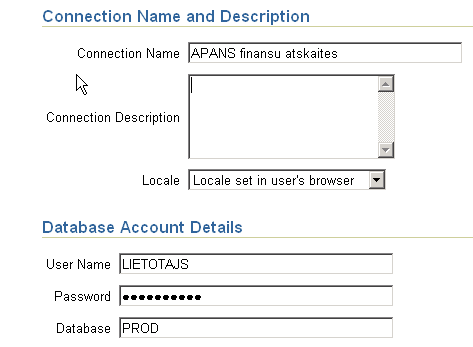 Connection Name and Description
Connection Name APANS finansu atskaites
Connection Description
Locale Locale set in user's browser
Database Account Details
User Name LIETOTAJS
Password ••••••••••
Database PROD